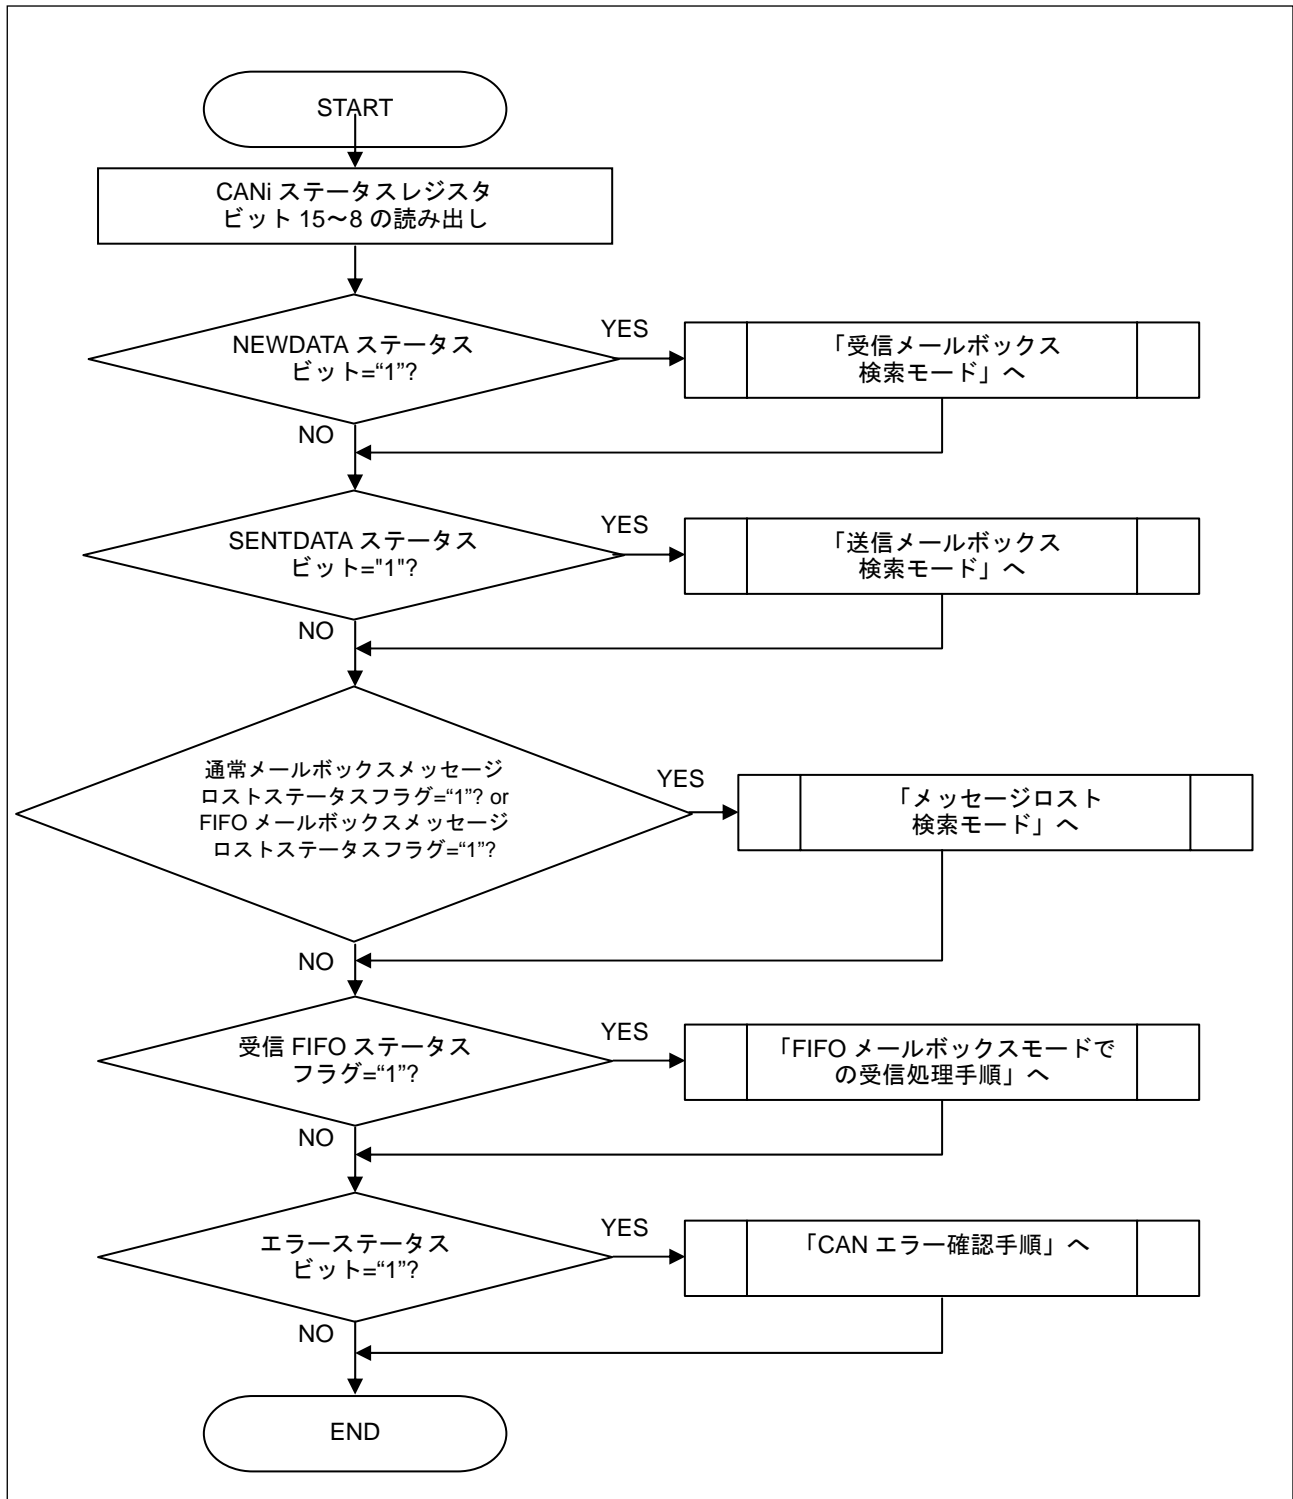 START
CANi ステータスレジスタ
ビット 15～8 の読み出し
NEWDATA ステータス
ビット=“1”?
YES
「受信メールボックス
検索モード」へ
NO
SENTDATA ステータス
ビット="1"?
YES
「送信メールボックス
検索モード」へ
NO
通常メールボックスメッセージ
ロストステータスフラグ=“1”? or
FIFO メールボックスメッセージ
ロストステータスフラグ=“1”?
YES
「メッセージロスト
検索モード」へ
NO
受信 FIFO ステータス
フラグ=“1”?
YES
「FIFO メールボックスモードで
の受信処理手順」へ
NO
エラーステータス
ビット=“1”?
YES
「CAN エラー確認手順」へ
NO
END